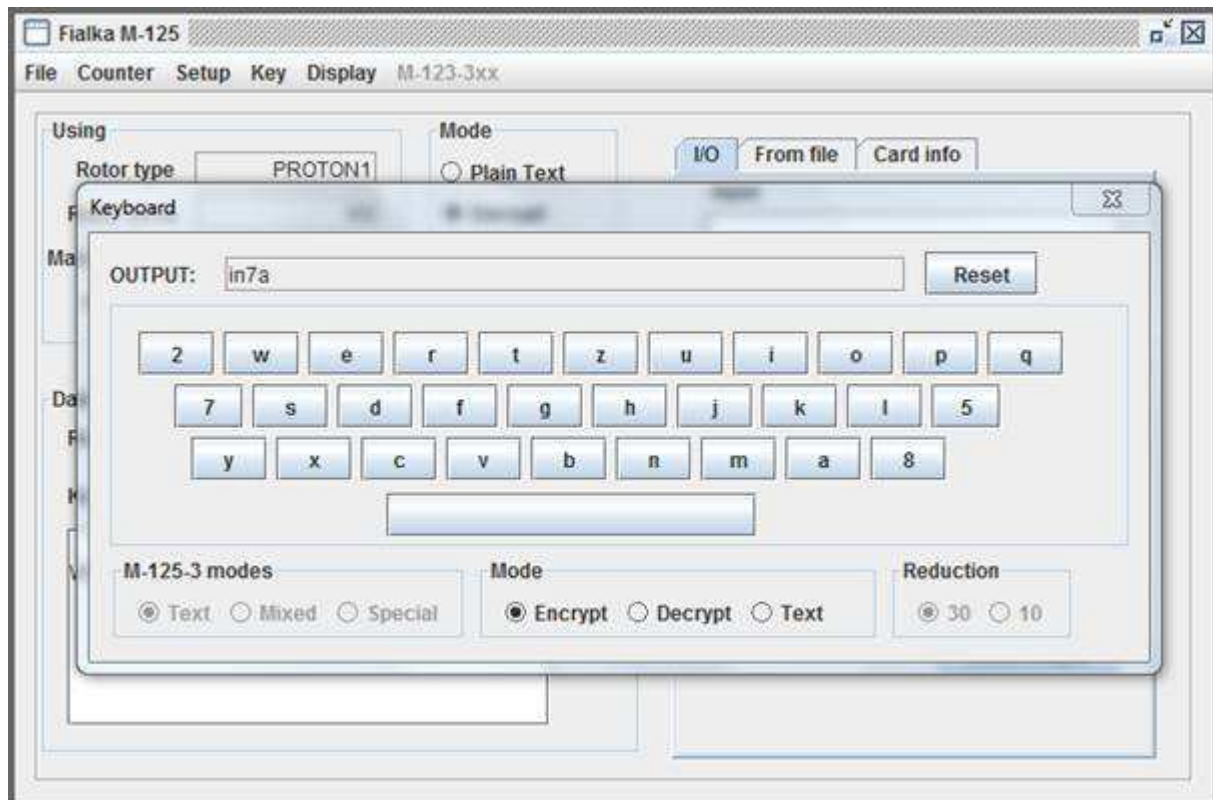 Fialka M-125
File Counter Setup Key Display M-123-3xx
Using
Mode
I/O From file Card info
Rotor type PROTON1
Plain Text
Keyboard
OUTPUT: in7a Reset
2 w e r t z u i o p q
7 s d f g h j k l 5
y x c v b n m a 8
M-125-3 modes
Text Mixed Special
Mode
Encrypt Decrypt Text
Reduction
30 10